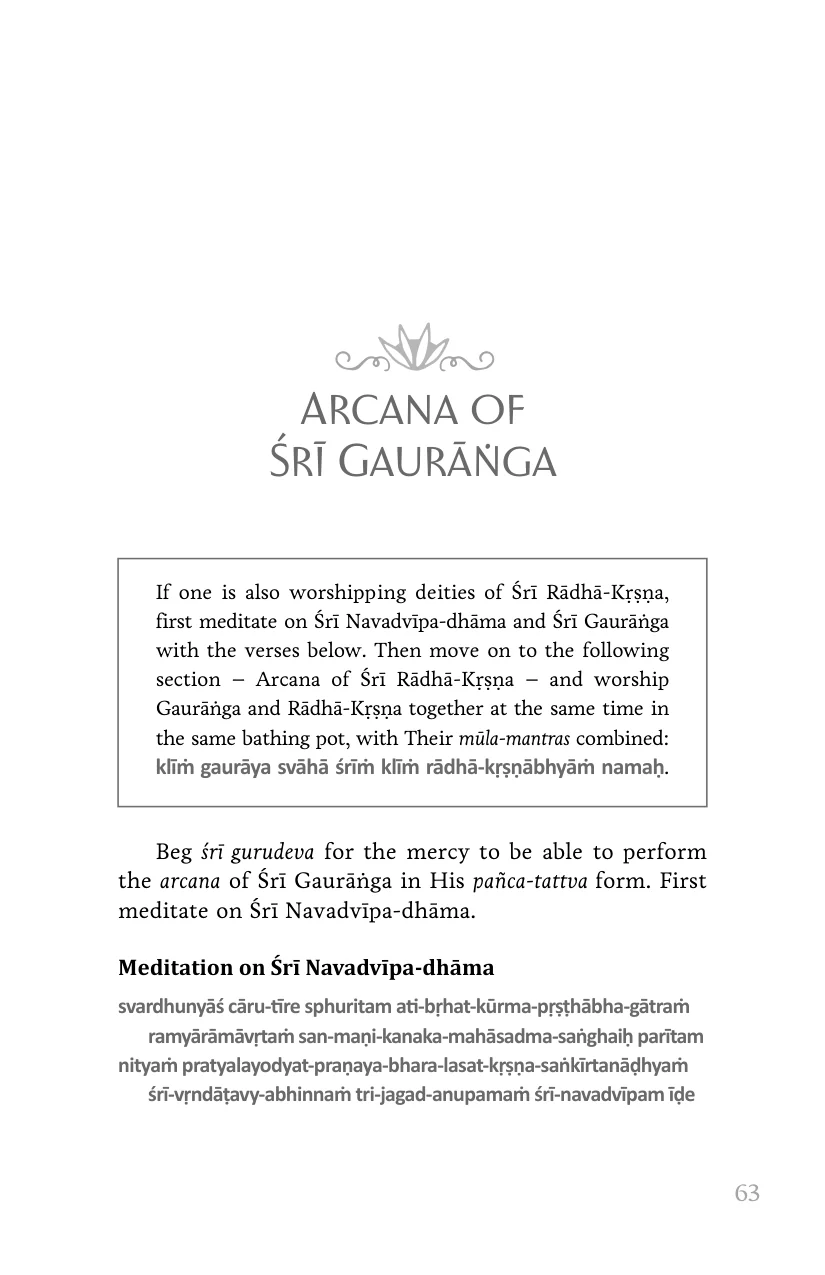 ARCANA OF
ŚRĪ GAURĀṄGA
If one is also worshipping deities of Śrī Rādhā-Kṛṣṇa,
first meditate on Śrī Navadvīpa-dhāma and Śrī Gaurāṅga
with the verses below. Then move on to the following
section – Arcana of Śrī Rādhā-Kṛṣṇa – and worship
Gaurāṅga and Rādhā-Kṛṣṇa together at the same time in
the same bathing pot, with Their mūla-mantras combined:
klīṁ gaurāya svāhā śrīṁ klīṁ rādhā-kṛṣṇābhyāṁ namaḥ.
Beg śrī gurudeva for the mercy to be able to perform
the arcana of Śrī Gaurāṅga in His pañca-tattva form. First
meditate on Śrī Navadvīpa-dhāma.
Meditation on Śrī Navadvīpa-dhāma
svardhunyāś cāru-tīre sphuritam ati-bṛhat-kūrma-pṛṣṭhābha-gātraṁ
ramyārāmāvṛtaṁ san-maṇi-kanaka-mahāsadma-saṅghaiḥ parītam
nityaṁ pratyalayodyat-praṇaya-bhara-lasat-kṛṣṇa-saṅkīrtanāḍhyaṁ
śrī-vṛndāṭavy-abhinnaṁ tri-jagad-anupamaṁ śrī-navadvīpam īḍe
63